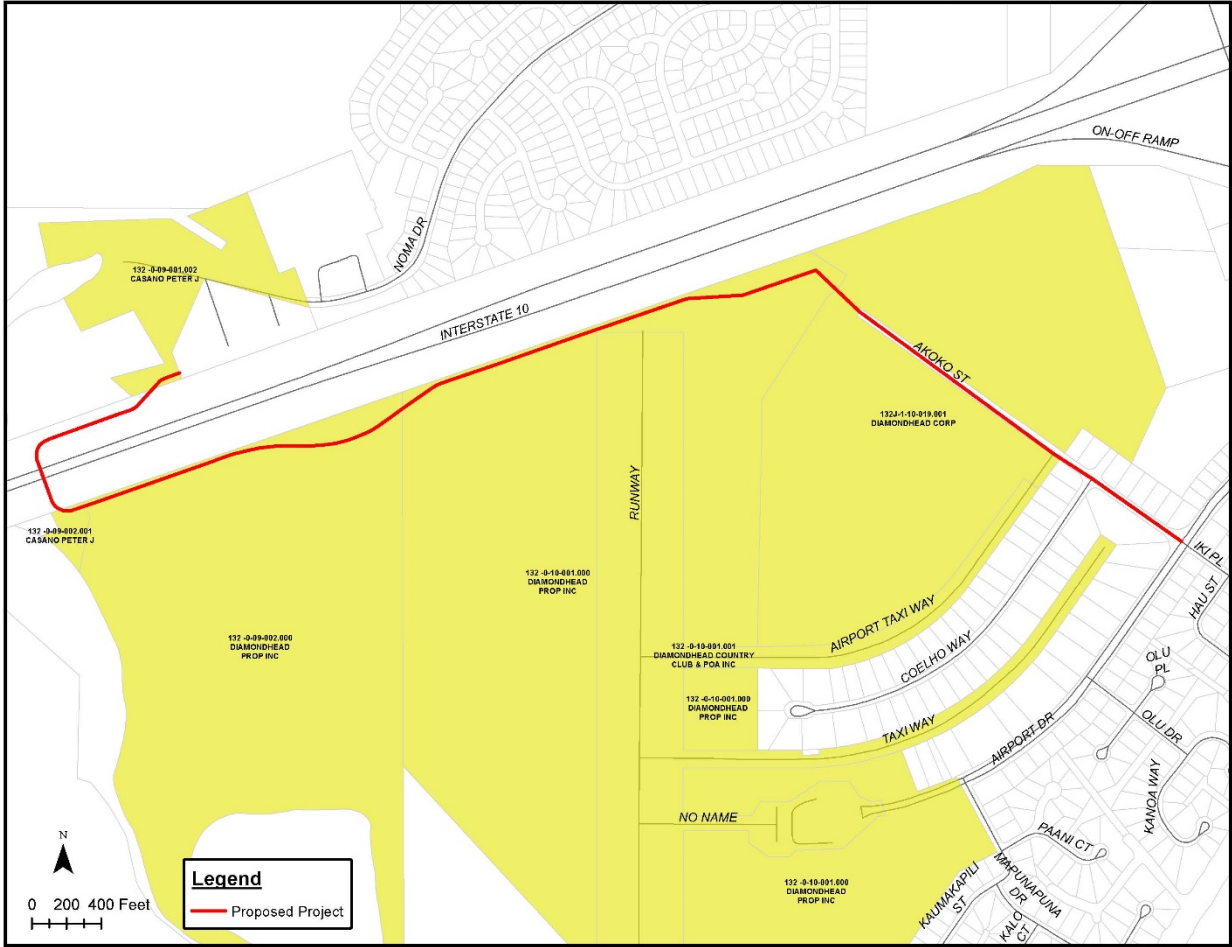 ON-OFF RAMP
NOMA DR
132 -0-09-001.002
CASANO PETER J
INTERSTATE 10
AKOKO ST
132J-1-10-019.001
DIAMONDHEAD CORP
RUNWAY
132 -0-09-002.001
CASANO PETER J
IKI PL
HAU ST
132 -0-10-001.000
DIAMONDHEAD
PROP INC
AIRPORT TAXI WAY
132 -0-09-002.000
DIAMONDHEAD
PROP INC
132 -0-10-001.001
DIAMONDHEAD COUNTRY
CLUB & POA INC
COELHO WAY
OLU
PL
132 -0-10-001.000
DIAMONDHEAD
PROP INC
TAXI WAY
AIRPORT DR
OLU DR
KANOA WAY
NO NAME
PAANI CT
MAPUNAPUNA
DR
KAUMAKAPILI
ST
KALO
CT
132 -0-10-001.000
DIAMONDHEAD
PROP INC
N
0 200 400 Feet
Legend
Proposed Project